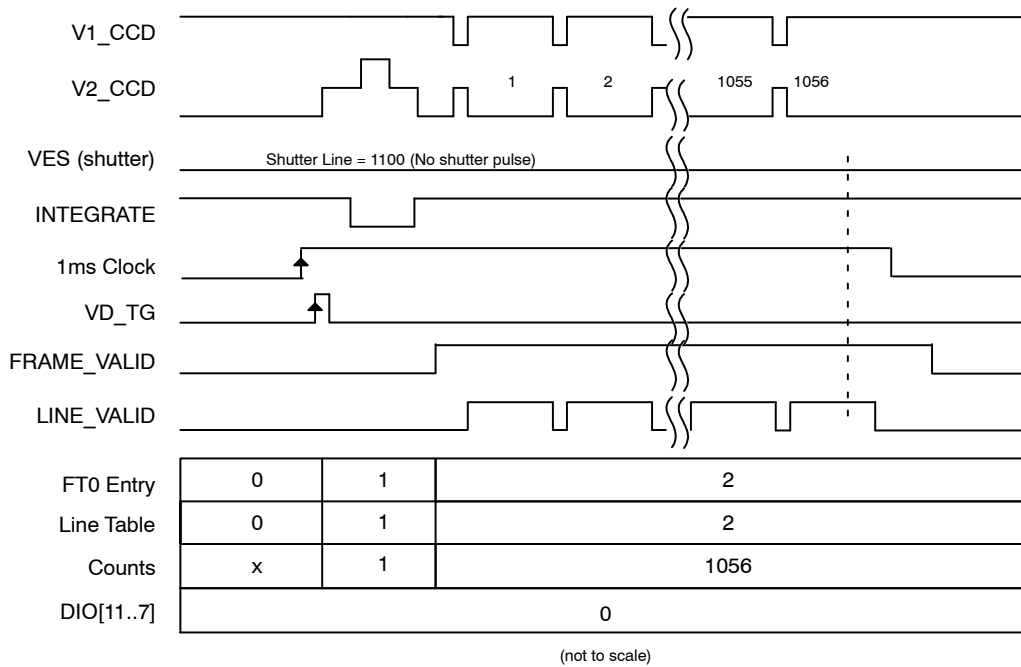 V1_CCD
V2_CCD
1 2 1055 1056
VES (shutter)
Shutter Line = 1100 (No shutter pulse)
INTEGRATE
1ms Clock
VD_TG
FRAME_VALID
LINE_VALID
FT0 Entry 0 1 2
Line Table 0 1 2
Counts x 1 1056
DIO[11..7] 0
(not to scale)